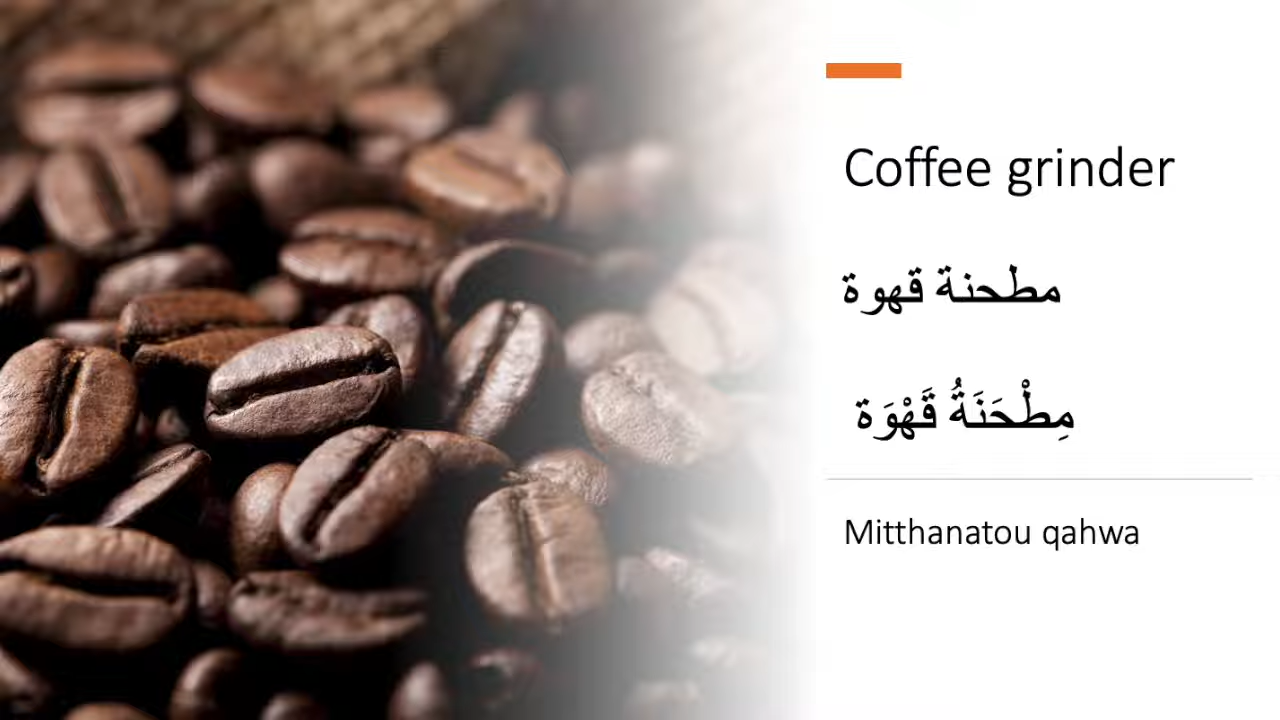 Coffee grinder
مطحنة قهوة
مِطْحَنَةُ قَهْوَة
Mitthanatou qahwa